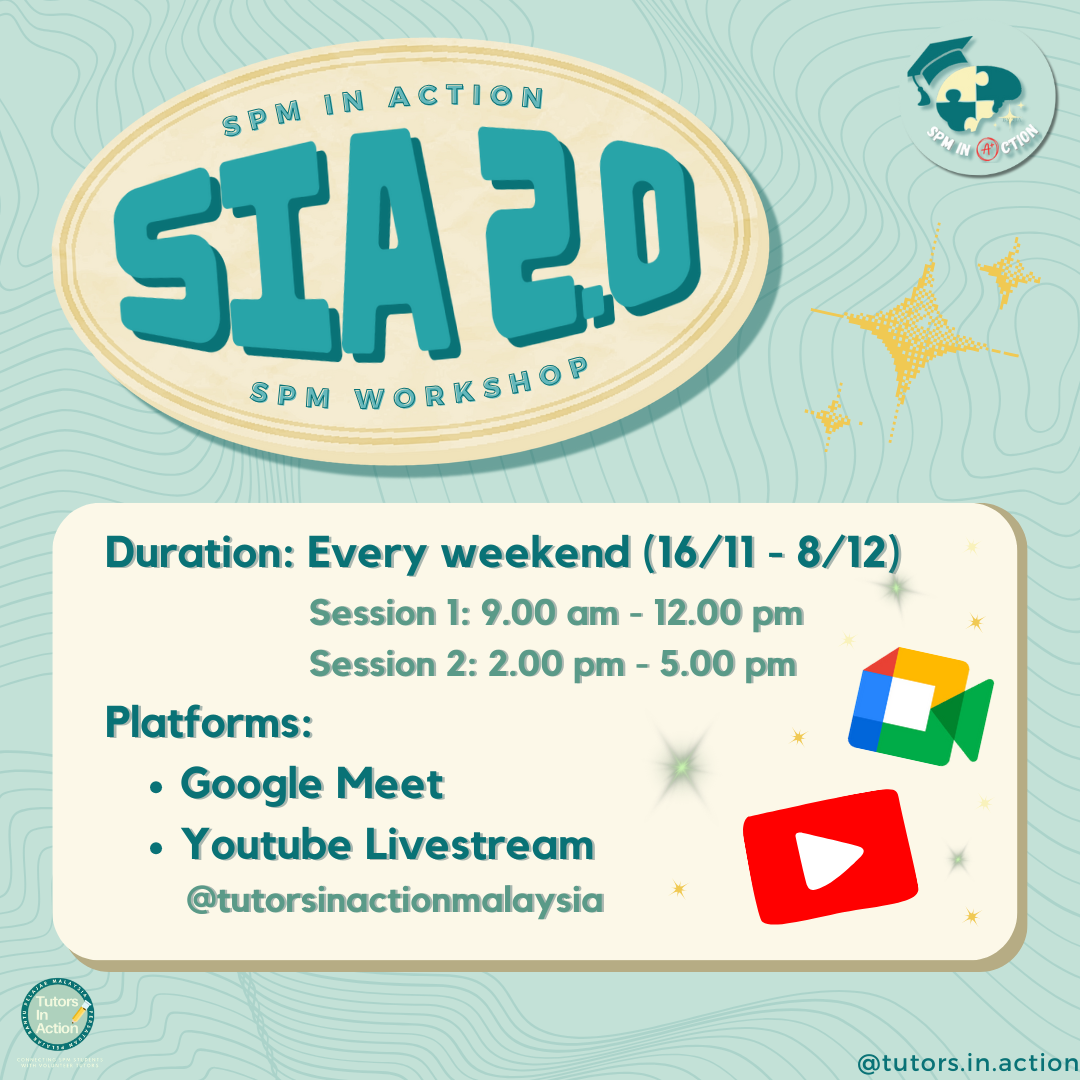 SPM IN ACTION
SIA 2.0
SPM WORKSHOP
SPM IN A+CTION
Duration: Every weekend (16/11 - 8/12)
Session 1: 9.00 am - 12.00 pm
Session 2: 2.00 pm - 5.00 pm
Platforms:
• Google Meet
• Youtube Livestream
@tutorsinactionmalaysia
Tutors
In
Action
@tutors.in.action